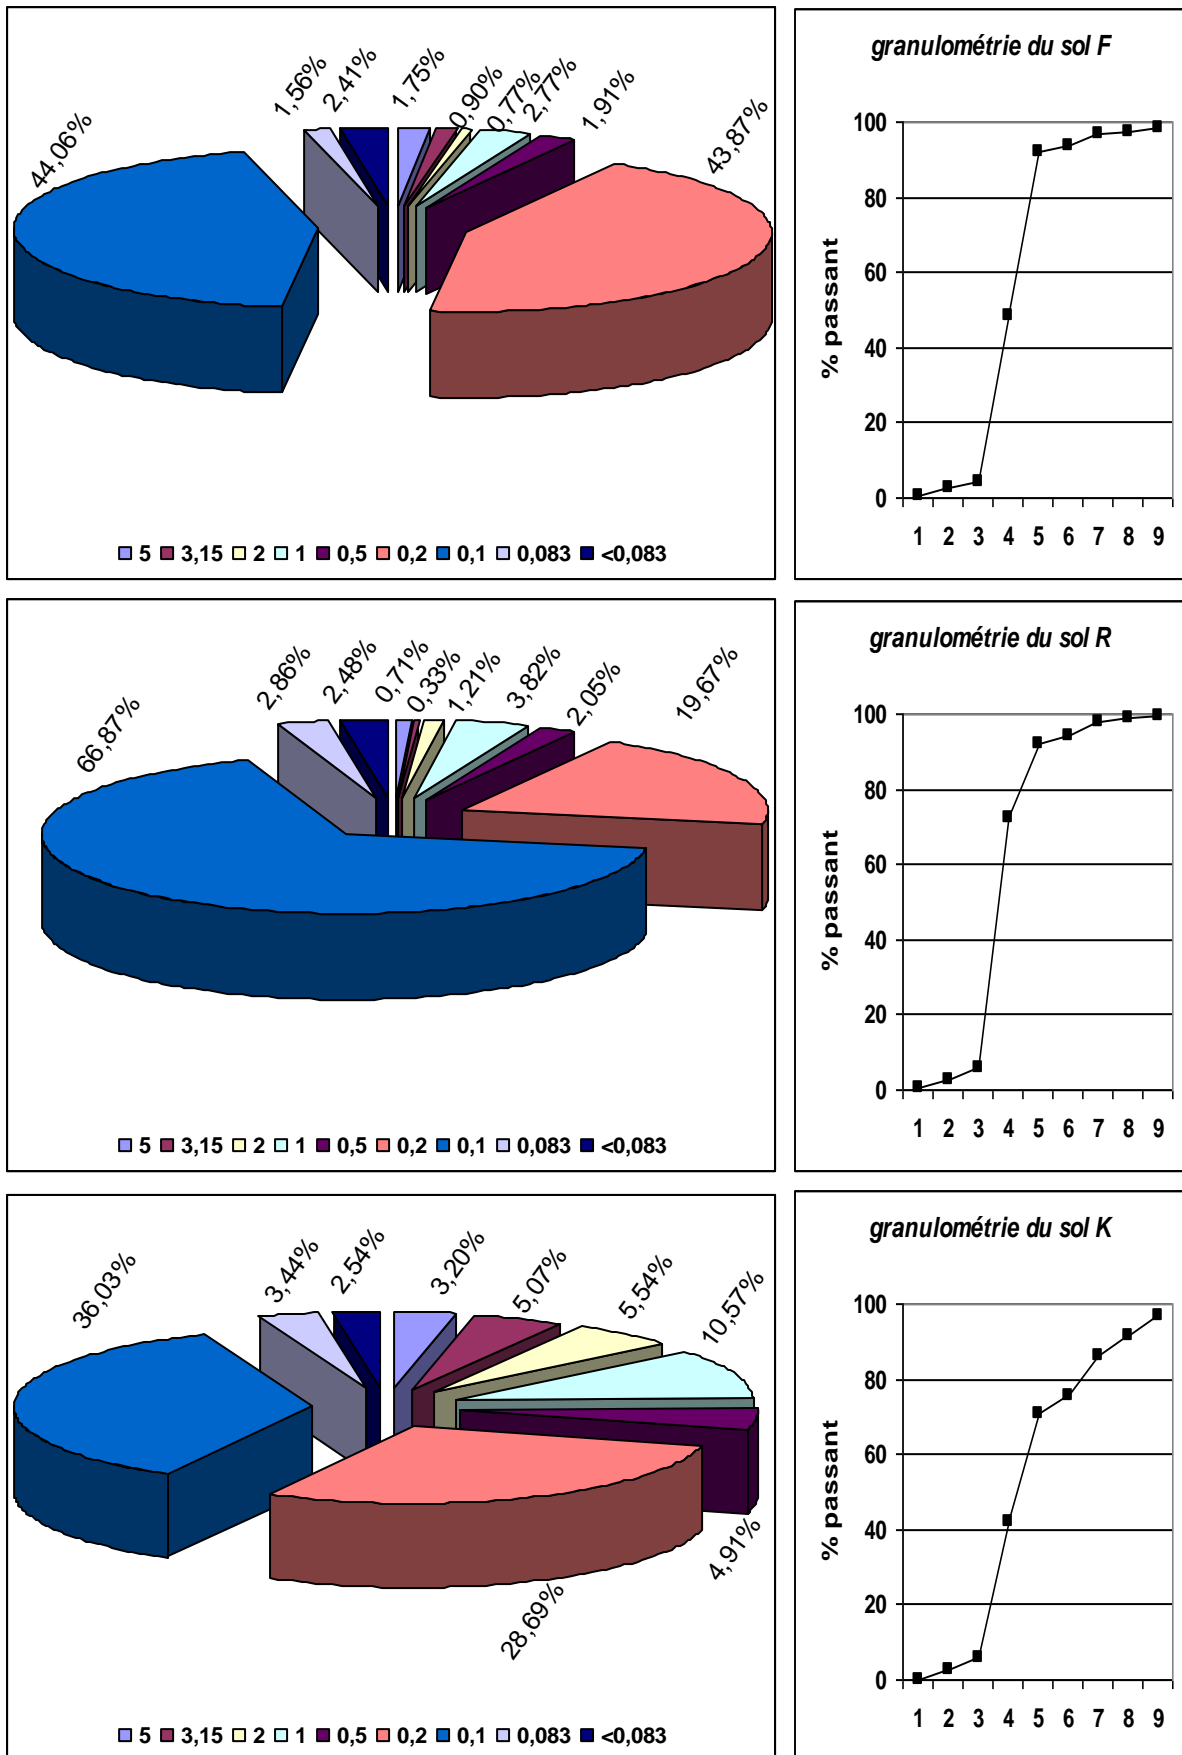 1,56% 2,41% 1,75% 0,90% 0,77% 2,77% 1,91%
44,06% 43,87%
5 3,15 2 1 0,5 0,2 0,1 0,083 <0,083
granulométrie du sol F
% passant
100
80
60
40
20
0
1 2 3 4 5 6 7 8 9
2,86% 2,48% 0,71% 0,33% 1,21% 3,82% 2,05% 19,67%
66,87%
5 3,15 2 1 0,5 0,2 0,1 0,083 <0,083
granulométrie du sol R
% passant
100
80
60
40
20
0
1 2 3 4 5 6 7 8 9
36,03% 3,44% 2,54% 3,20% 5,07% 5,54% 10,57%
4,91%
28,69%
5 3,15 2 1 0,5 0,2 0,1 0,083 <0,083
granulométrie du sol K
% passant
100
80
60
40
20
0
1 2 3 4 5 6 7 8 9